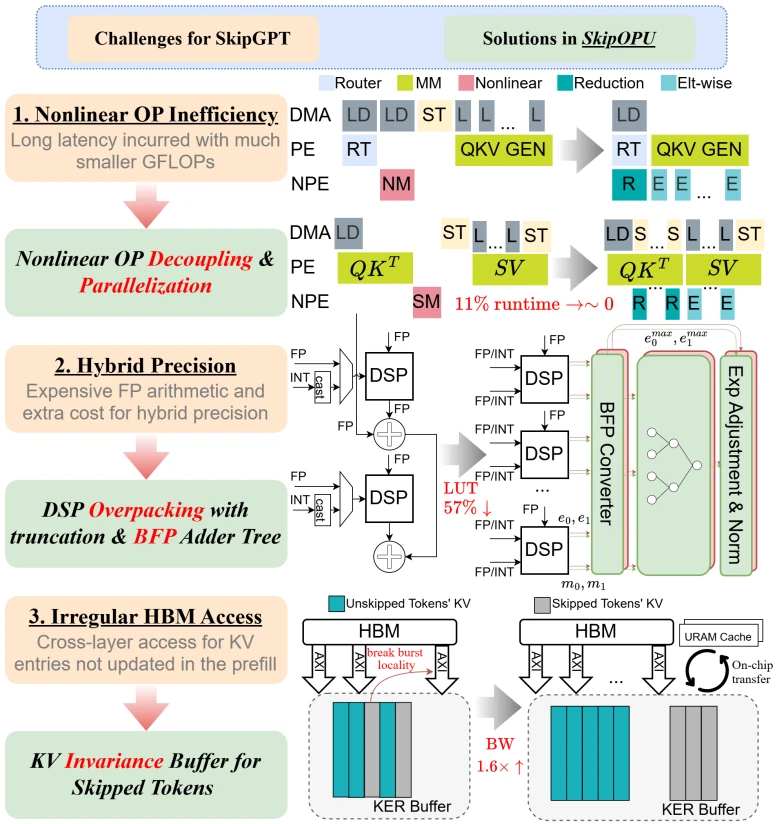 Challenges for SkipGPT
Solutions in SkipOPU
Router
MM
Nonlinear
Reduction
Elt-wise
1. Nonlinear OP Inefficiency
Long latency incurred with much
smaller GFLOPs
Nonlinear OP Decoupling &
Parallelization
DMA LD LD ST L L ... L LD
PE RT QKV GEN RT QKV GEN
NPE NM R E E ... E
DMA LD ST L ... L ST LD S ... S L ... L ST
PE QK^T SV QK^T SV
NPE SM 11% runtime →∼ 0 R ... R E ... E
2. Hybrid Precision
Expensive FP arithmetic and
extra cost for hybrid precision
DSP Overpacking with
truncation & BFP Adder Tree
FP
FP
INT
cast
DSP
FP
FP
FP
INT
cast
DSP
FP
LUT
57% ↓
FP
FP/INT
DSP
FP/INT
FP
FP/INT
DSP
FP/INT
...
FP
FP/INT
DSP
FP/INT
e_0, e_1
m_0, m_1
BFP Converter
e_0^{max}, e_1^{max}
Exp Adjustment & Norm
3. Irregular HBM Access
Cross-layer access for KV
entries not updated in the prefill
KV Invariance Buffer for
Skipped Tokens
Unskipped Tokens' KV
Skipped Tokens' KV
HBM
AXI
AXI
AXI
break burst
locality
KER Buffer
BW
1.6× ↑
HBM
AXI
AXI
...
AXI
URAM Cache
On-chip
transfer
KER Buffer